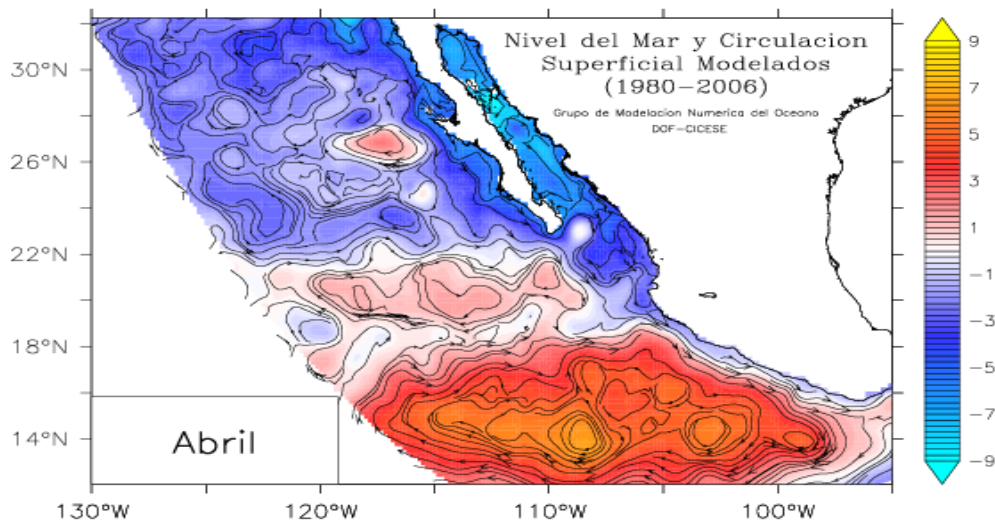 Nivel del Mar y Circulacion
Superficial Modelados
(1980-2006)
Grupo de Modelacion Numerica del Oceano
DOF-CICESE
30°N
26°N
22°N
18°N
14°N
Abril
130°W
120°W
110°W
100°W
9
7
5
3
1
-1
-3
-5
-7
-9